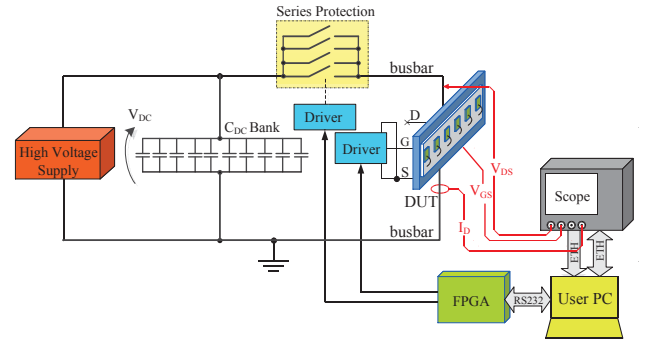 Series Protection
busbar
V_DC
C_DC Bank
Driver
D
High Voltage
Supply
Driver
G
S
V_DS
V_GS
DUT
I_D
Scope
busbar
ETH
ETH
FPGA
RS232
User PC